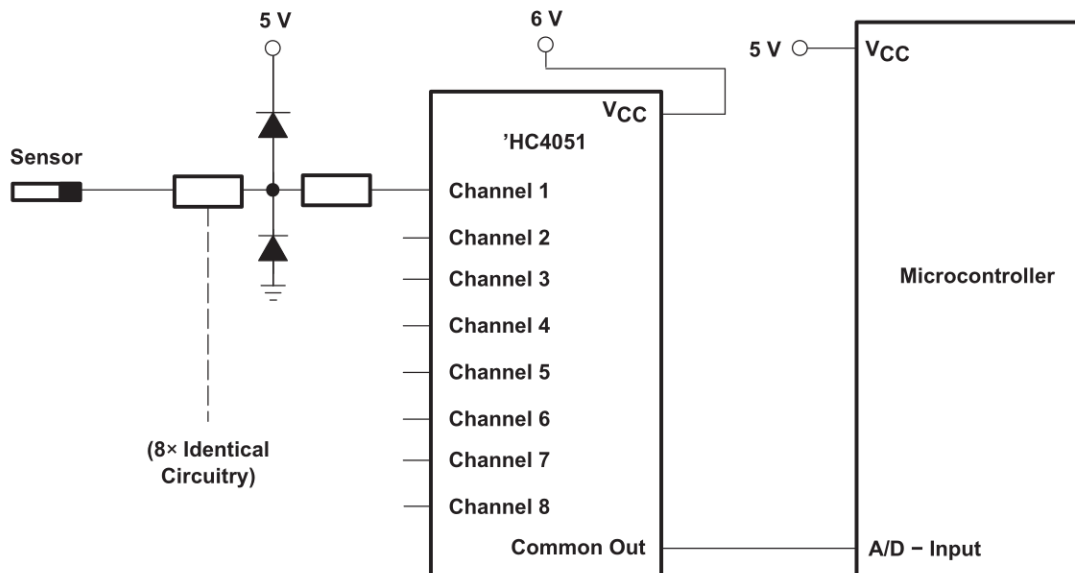 5 V
6 V
5 V
VCC
VCC
'HC4051
Sensor
Channel 1
Channel 2
Channel 3
Channel 4
Channel 5
Channel 6
Channel 7
Channel 8
Microcontroller
(8× Identical
Circuitry)
Common Out
A/D − Input